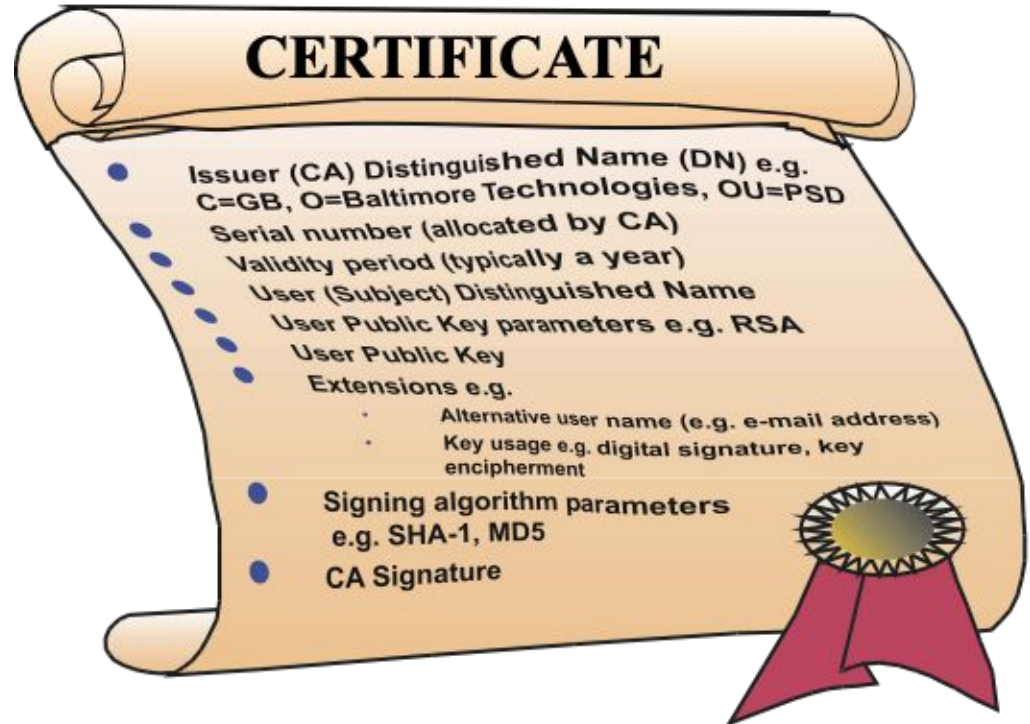 CERTIFICATE
Issuer (CA) Distinguished Name (DN) e.g.
C=GB, O=Baltimore Technologies, OU=PSD
Serial number (allocated by CA)
Validity period (typically a year)
User (Subject) Distinguished Name
User Public Key parameters e.g. RSA
User Public Key
Extensions e.g.
Alternative user name (e.g. e-mail address)
Key usage e.g. digital signature, key
encipherment
Signing algorithm parameters
e.g. SHA-1, MD5
CA Signature